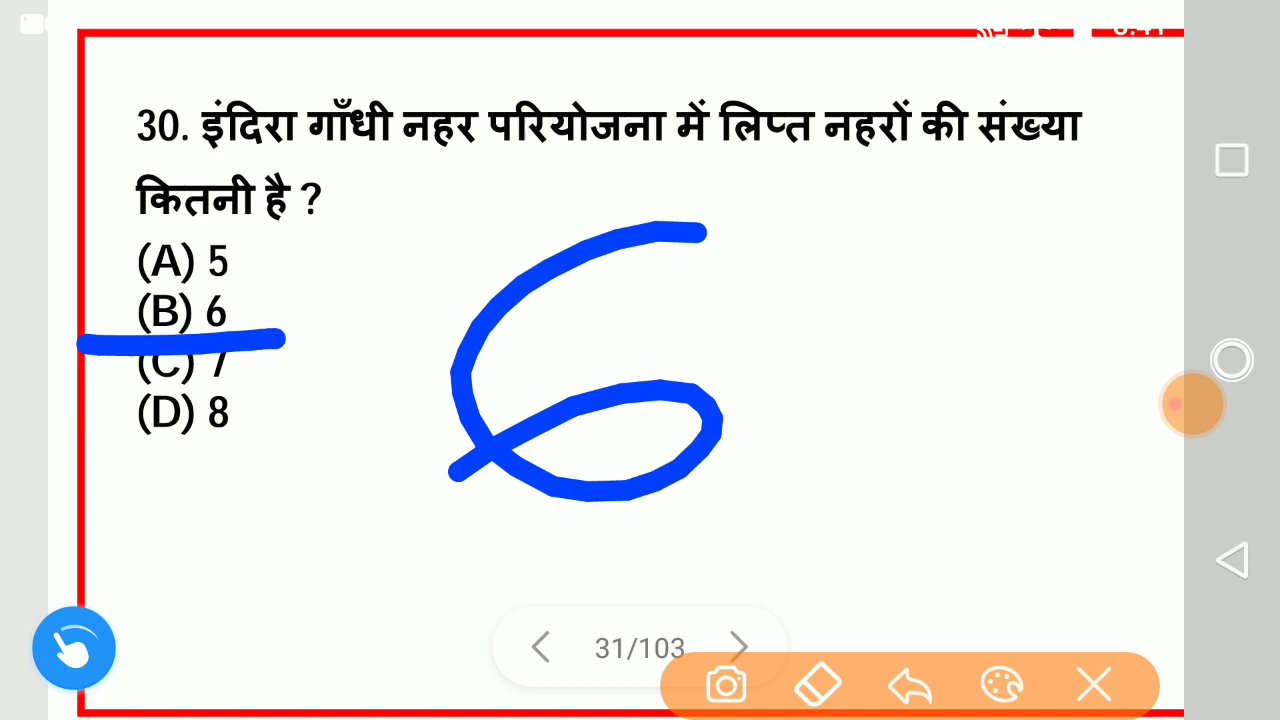 30. इंदिरा गाँधी नहर परियोजना में लिप्त नहरों की संख्या
कितनी है ?
(A) 5
(B) 6
(C) 7
(D) 8
6
31/103